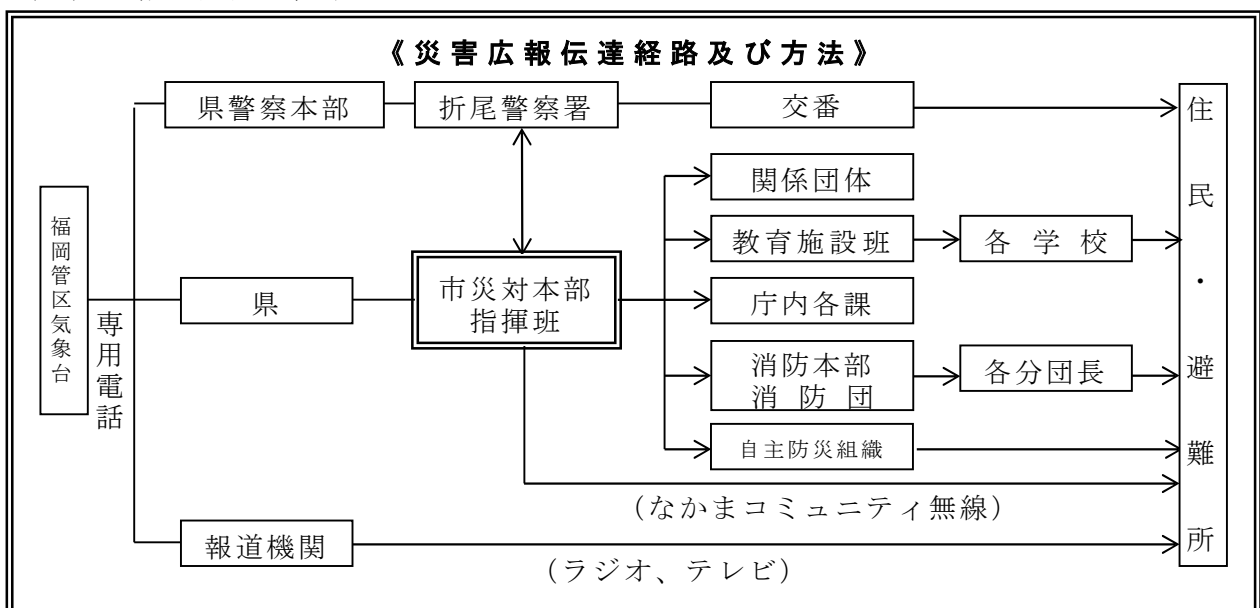 《災害広報伝達経路及び方法》
県警察本部
折尾警察署
交番
関係団体
教育施設班
各学校
福岡管区気象台
専用電話
県
市災対本部
指揮班
庁内各課
消防本部
消防団
各分団長
自主防災組織
(なかまコミュニティ無線)
報道機関
(ラジオ、テレビ)
住民・避難所